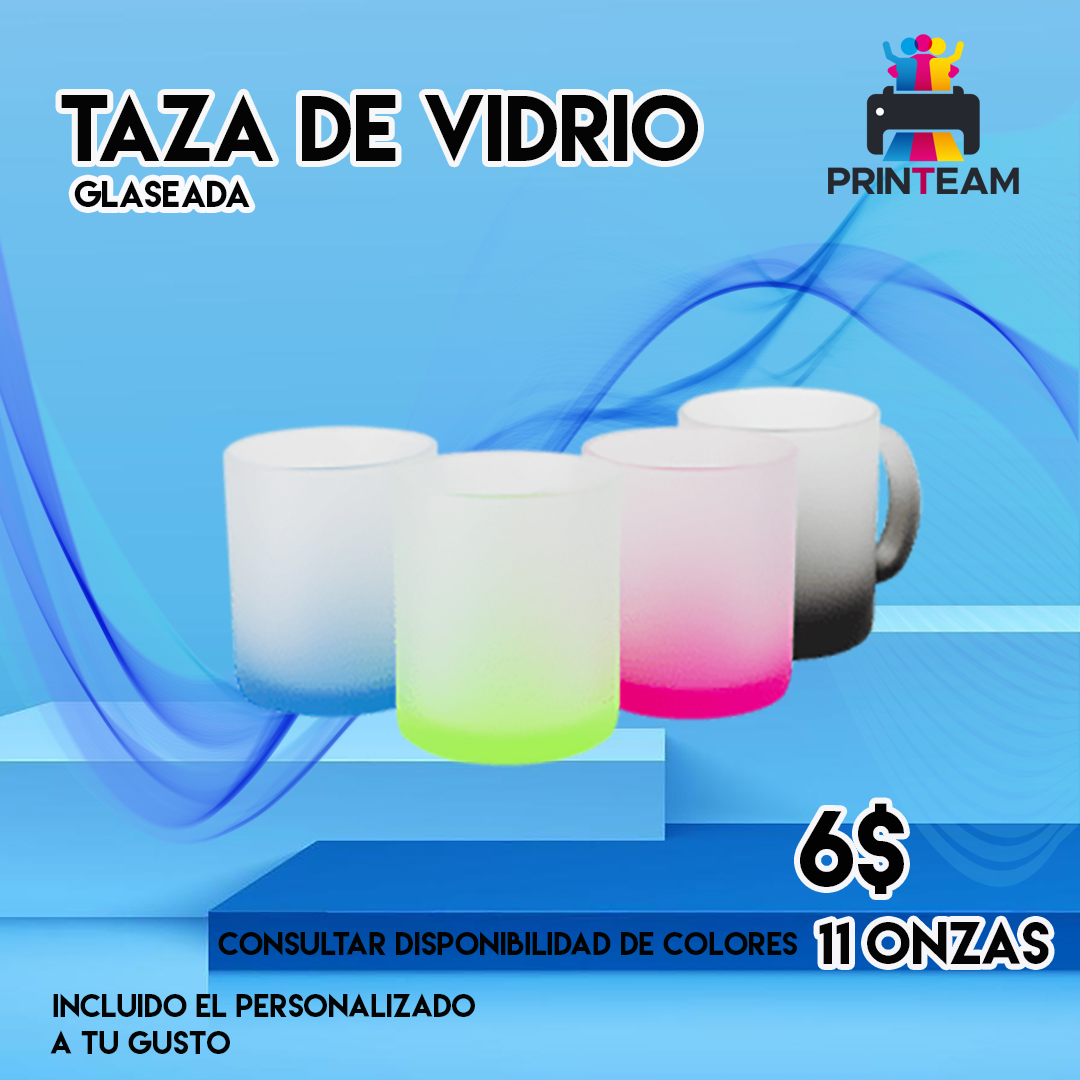 TAZA DE VIDRIO
GLASEADA
PRINTEAM
6$
CONSULTAR DISPONIBILIDAD DE COLORES
11 ONZAS
INCLUIDO EL PERSONALIZADO
A TU GUSTO